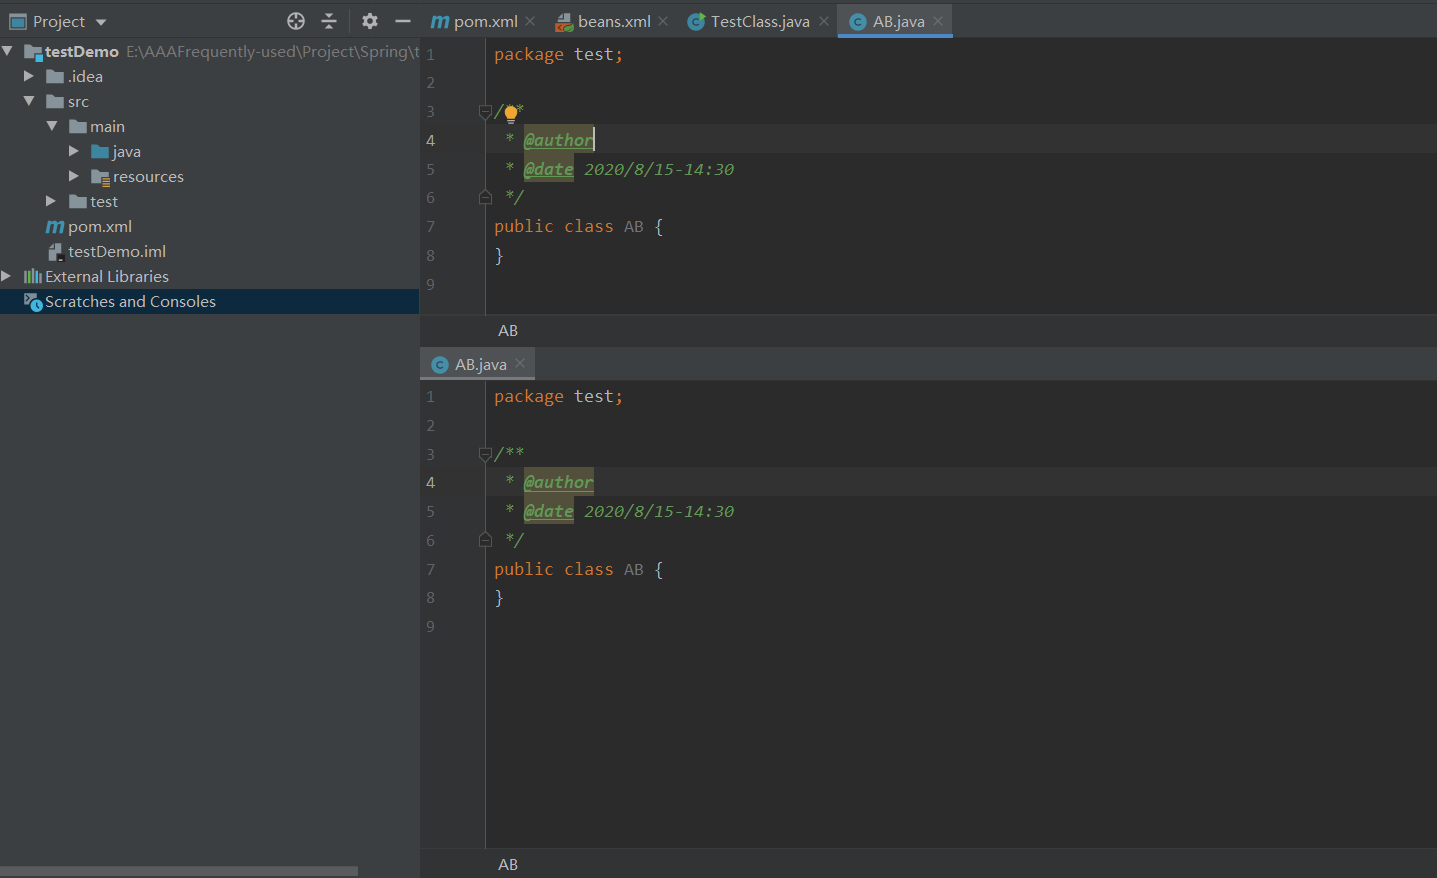 Project
testDemo E:\AAAFrequently-used\Project\Spring\t
.idea
src
main
java
resources
test
pom.xml
testDemo.iml
External Libraries
Scratches and Consoles
pom.xml beans.xml TestClass.java AB.java
1 package test;
2
3 /**
4 * @author
5 * @date 2020/8/15-14:30
6 */
7 public class AB {
8 }
9
AB
AB.java
1 package test;
2
3 /**
4 * @author
5 * @date 2020/8/15-14:30
6 */
7 public class AB {
8 }
9
AB